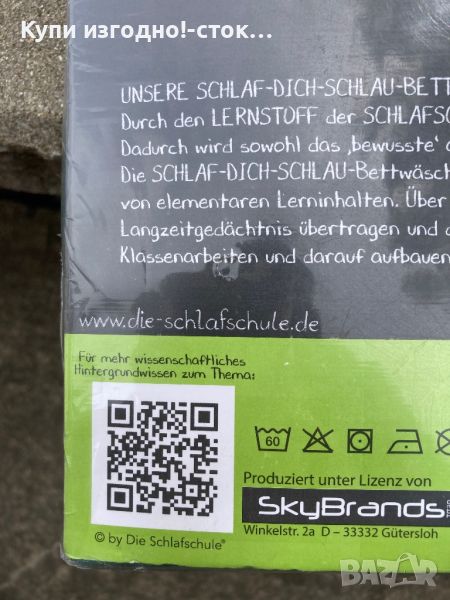 Купи изгодно!-сток...
UNSERE SCHLAF-DICH-SCHLAU-BETT
Durch den LERNSTOFF der SCHLAFSC
Dadurch wird sowohl das ‚bewusste‘
Die SCHLAF-DICH-SCHLAU-Bettwäsch
von elementaren Lerninhalten. Über
Langzeitgedächtnis übertragen und
Klassenarbeiten und darauf aufbauen
www.die-schlafschule.de
Für mehr wissenschaftliches
Hintergrundwissen zum Thema:
60
Produziert unter Lizenz von
SkyBrands
Winkelstr. 2a D – 33332 Gütersloh
© by Die Schlafschule®
BAZAR